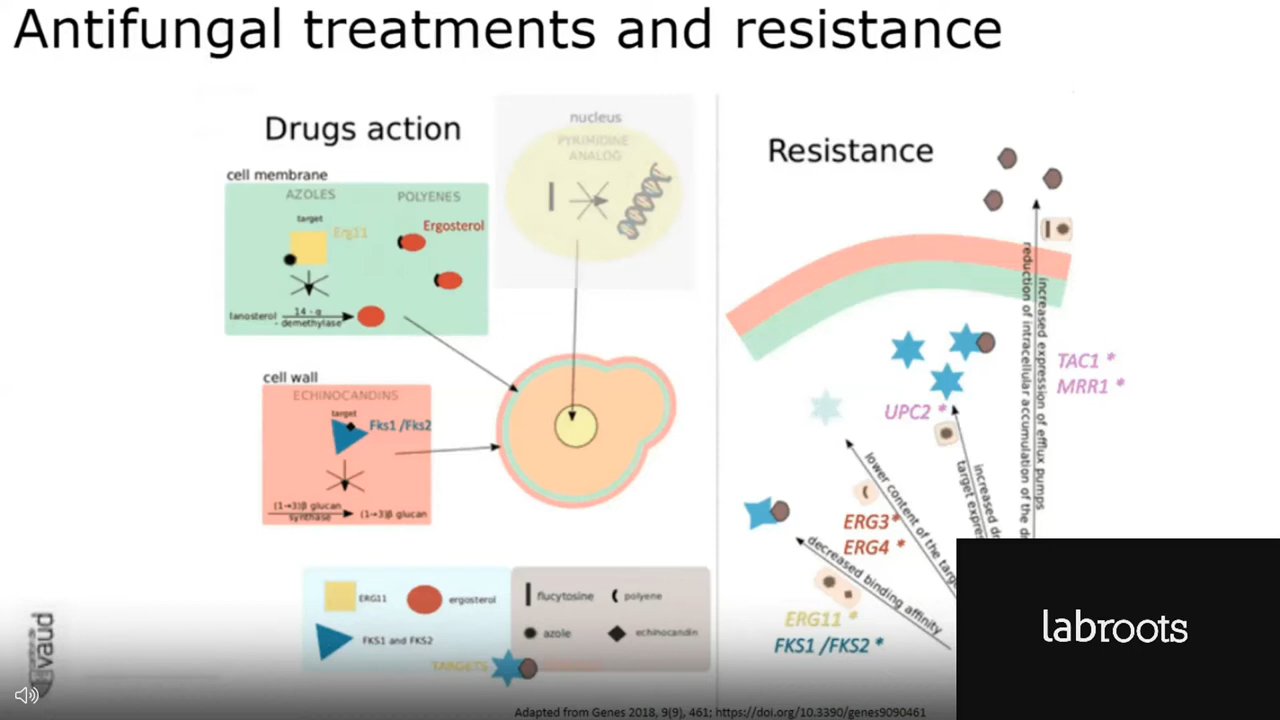 Antifungal treatments and resistance
Drugs action
cell membrane
AZOLES
POLYENES
target
Erg11
Ergosterol
lanosterol
14 - α
- demethylase
nucleus
PYRIMIDINE
ANALOG
cell wall
ECHINOCANDINS
target
Fks1 /Fks2
(1→3)β glucan
synthase
(1→3)β glucan
ERG11
ergosterol
FKS1 and FKS2
TARGETS
flucytosine
polyene
azole
echinocandin
Resistance
reduction of intracellular accumulation of the
increased expression of efflux pumps
TAC1 *
MRR1 *
UPC2 *
increased
target
lower content of the
ERG3*
ERG4 *
decreased binding affinity
ERG11 *
FKS1 /FKS2 *
labroots
Adapted from Genes 2018, 9(9), 461; https://doi.org/10.3390/genes9090461